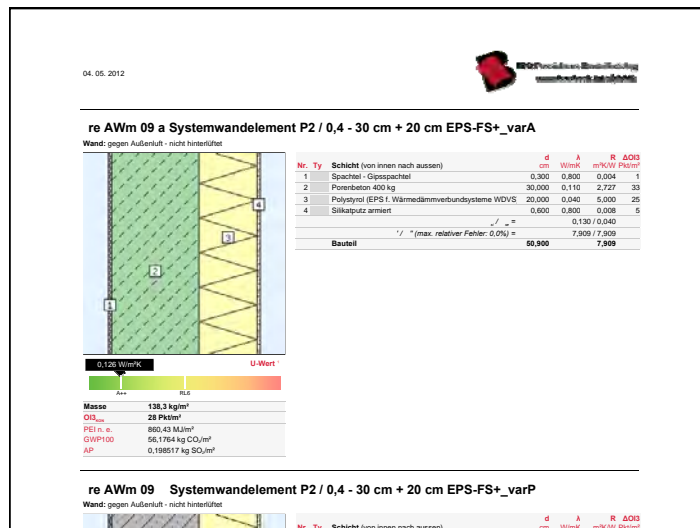 04. 05. 2012
re AWm 09 a Systemwandelement P2 / 0,4 - 30 cm + 20 cm EPS-FS+_varA
Wand: gegen Außenluft - nicht hinterlüftet
d λ R ΔOI3
Nr. Ty Schicht (von innen nach aussen) cm W/mK m²K/W Pkt/m²
1 Spachtel - Gipsspachtel 0,300 0,800 0,004 1
2 Porenbeton 400 kg 30,000 0,110 2,727 33
3 Polystyrol (EPS f. Wärmedämmverbundsysteme WDVS) 20,000 0,040 5,000 25
4 Silikatputz armiert 0,600 0,800 0,008 5
/ = 0,130 / 0,040
' / " (max. relativer Fehler: 0,0%) = 7,909 / 7,909
Bauteil 50,900 7,909
4
3
2
1
0,126 W/m²K U-Wert
A++ RL6
Masse 138,3 kg/m²
OI3 28 Pkt/m²
PEI n. e. 860,43 MJ/m²
GWP100 56,1764 kg CO₂/m²
AP 0,198517 kg SO₂/m²
re AWm 09 Systemwandelement P2 / 0,4 - 30 cm + 20 cm EPS-FS+_varP
Wand: gegen Außenluft - nicht hinterlüftet
d λ R ΔOI3
Nr. Ty Schicht (von innen nach aussen) cm W/mK m²K/W Pkt/m²